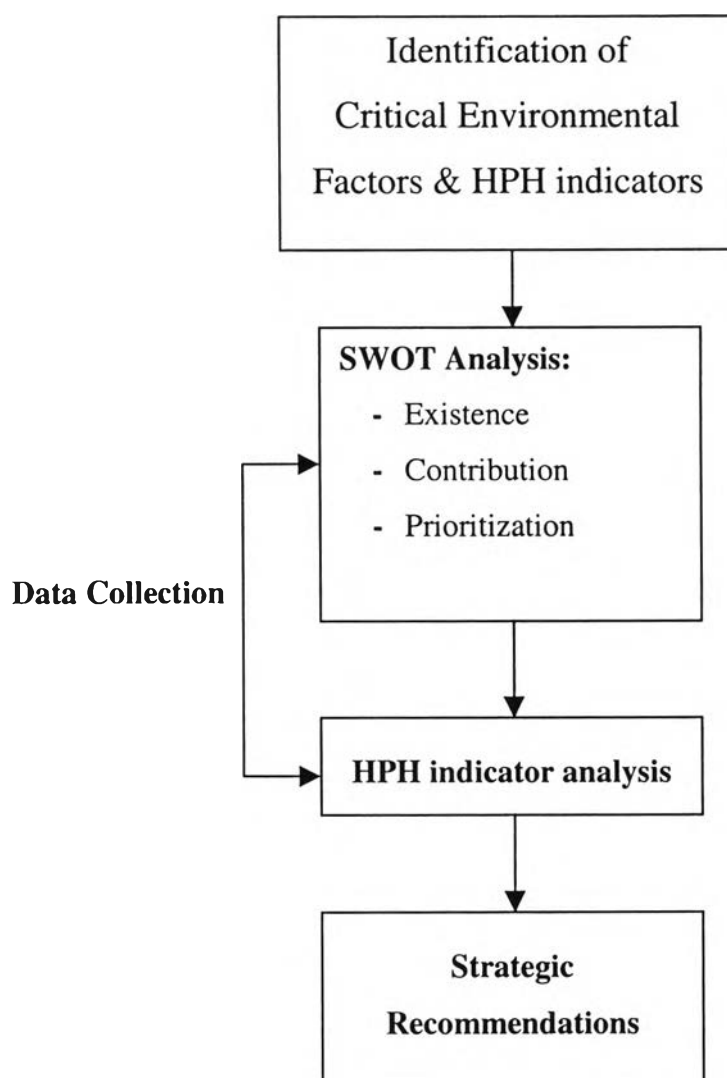 Identification of
Critical Environmental
Factors & HPH indicators
SWOT Analysis:
- Existence
- Contribution
- Prioritization
Data Collection
HPH indicator analysis
Strategic
Recommendations